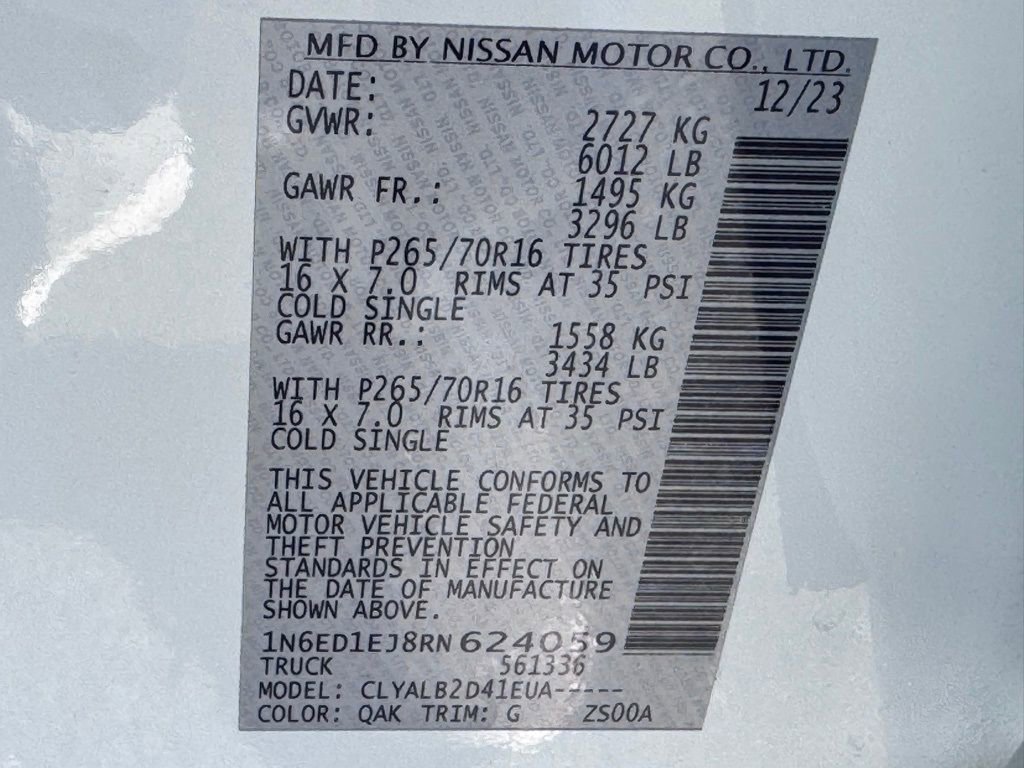 MFD BY NISSAN MOTOR CO., LTD.
DATE: 12/23
GVWR: 2727 KG
6012 LB
GAWR FR.: 1495 KG
3296 LB
WITH P265/70R16 TIRES
16 X 7.0 RIMS AT 35 PSI
COLD SINGLE
GAWR RR.: 1558 KG
3434 LB
WITH P265/70R16 TIRES
16 X 7.0 RIMS AT 35 PSI
COLD SINGLE
THIS VEHICLE CONFORMS TO
ALL APPLICABLE FEDERAL
MOTOR VEHICLE SAFETY AND
THEFT PREVENTION
STANDARDS IN EFFECT ON
THE DATE OF MANUFACTURE
SHOWN ABOVE.
1N6ED1EJ8RN624059
TRUCK 561336
MODEL: CLYALB2D41EUA-----
COLOR: QAK TRIM: G ZS00A